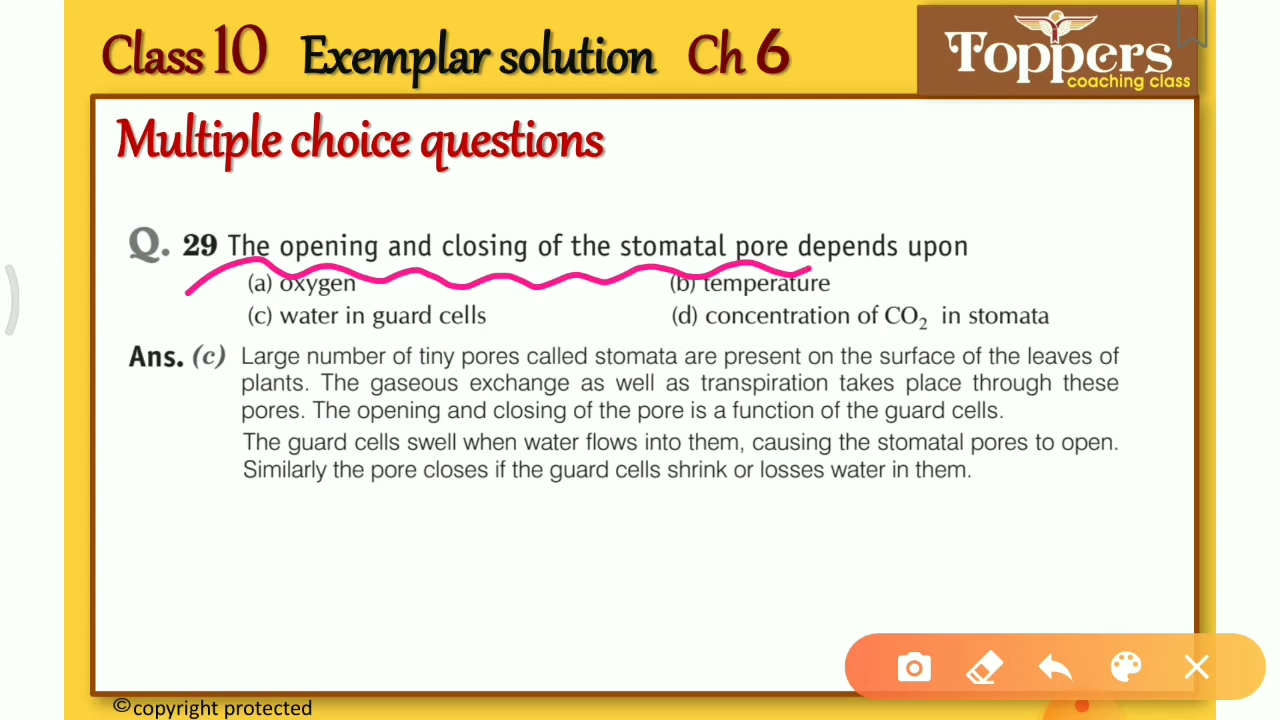 Class 10 Exemplar solution Ch 6
Toppers
coaching class
Multiple choice questions
Q. 29 The opening and closing of the stomatal pore depends upon
(a) oxygen (b) temperature
(c) water in guard cells (d) concentration of CO₂ in stomata
Ans. (c) Large number of tiny pores called stomata are present on the surface of the leaves of
plants. The gaseous exchange as well as transpiration takes place through these
pores. The opening and closing of the pore is a function of the guard cells.
The guard cells swell when water flows into them, causing the stomatal pores to open.
Similarly the pore closes if the guard cells shrink or losses water in them.
©copyright protected